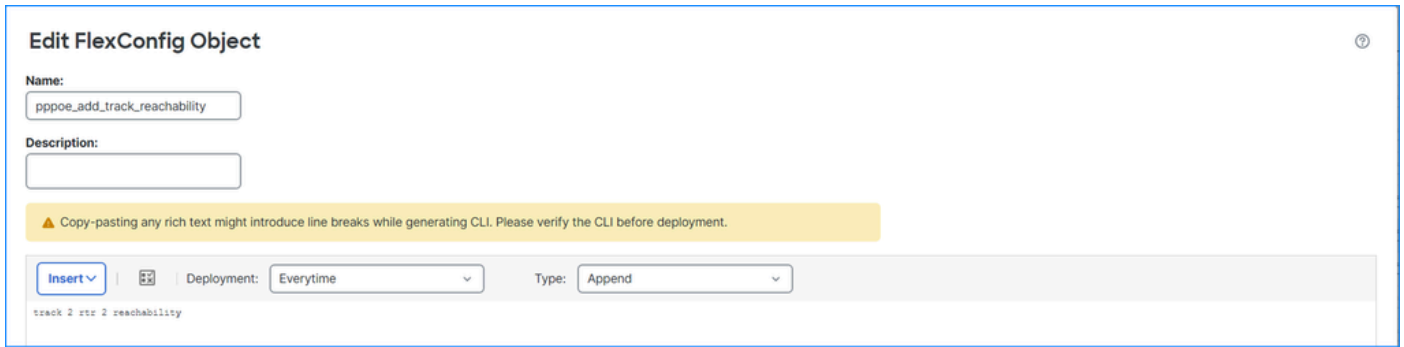 Edit FlexConfig Object
Name:
pppoe_add_track_reachability
Description:
Copy-pasting any rich text might introduce line breaks while generating CLI. Please verify the CLI before deployment.
Insert Deployment: Everytime Type: Append
track 2 rtr 2 reachability